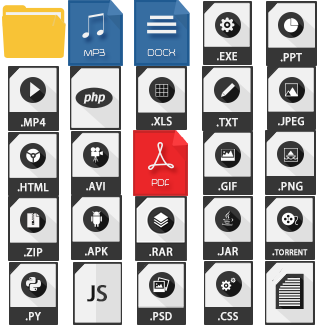 MP3
DOCX
.EXE
.PPT
.MP4
php
.XLS
.TXT
.JPEG
.HTML
.AVI
PDF
.GIF
.PNG
.ZIP
.APK
.RAR
.JAR
.TORRENT
.PY
JS
.PSD
.CSS